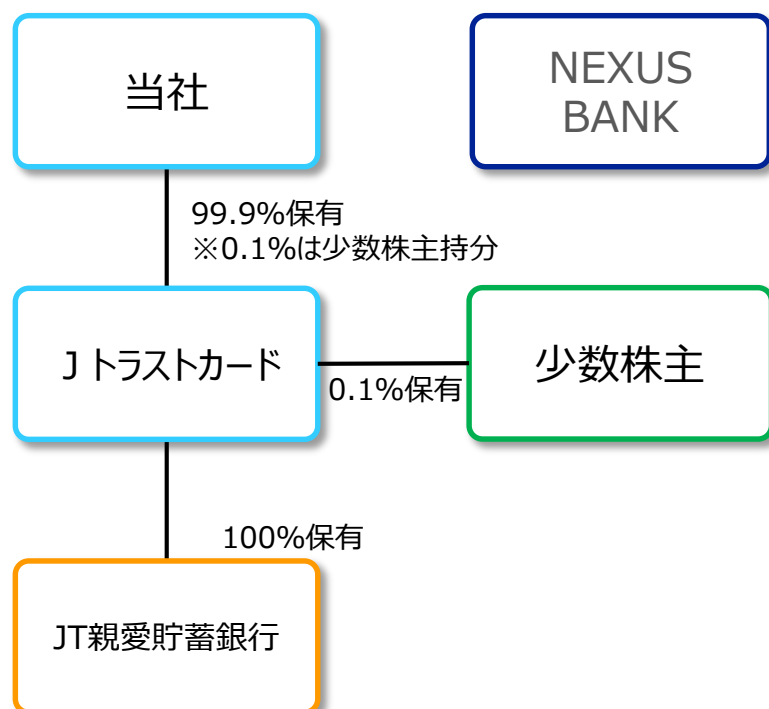 当社
NEXUS
BANK
99.9%保有
※0.1%は少数株主持分
J トラストカード
0.1%保有
少数株主
100%保有
JT親愛貯蓄銀行